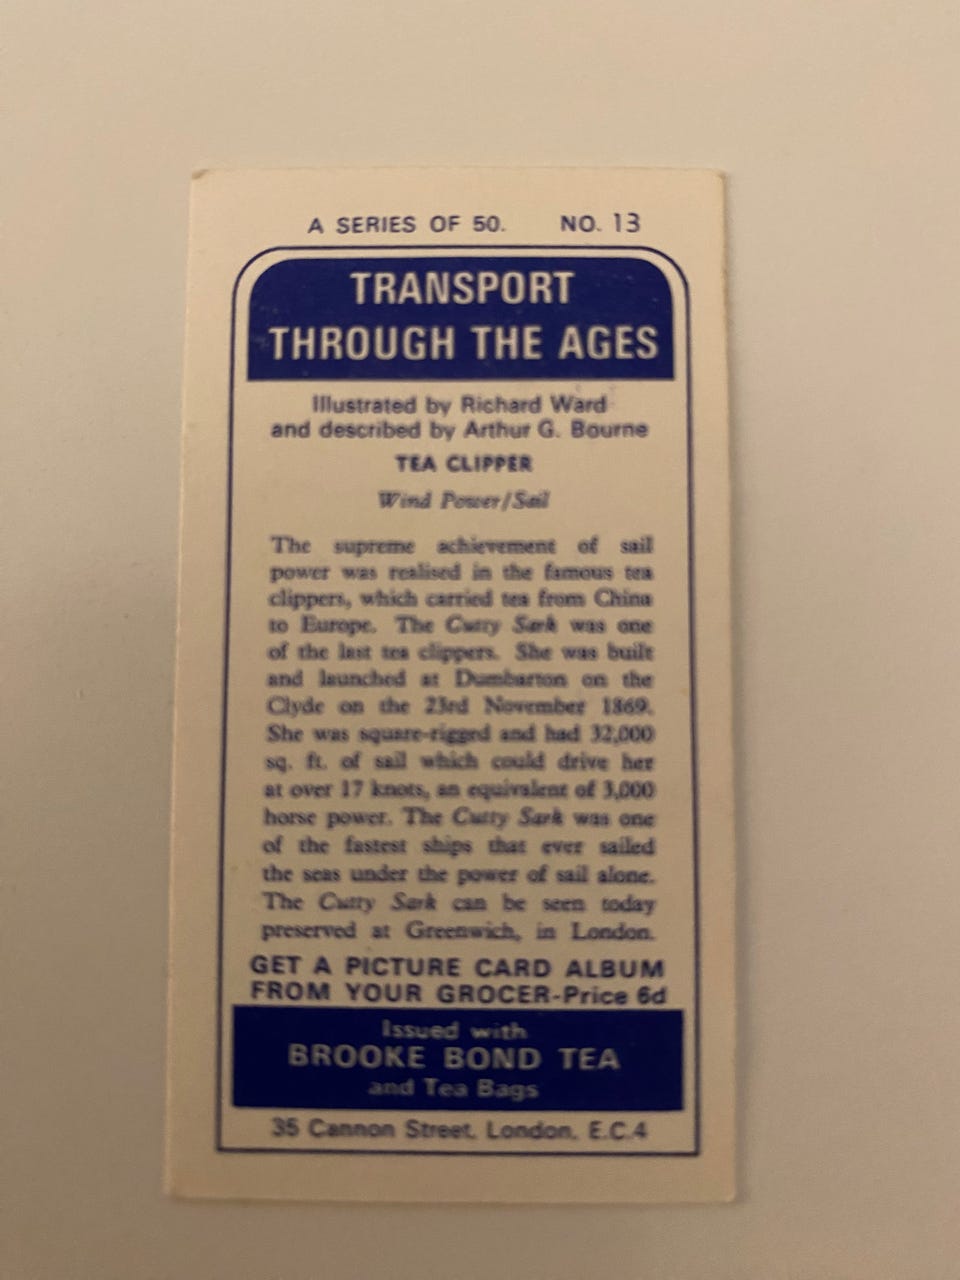 A SERIES OF 50. NO. 13
TRANSPORT
THROUGH THE AGES
Illustrated by Richard Ward
and described by Arthur G. Bourne
TEA CLIPPER
Wind Power/Sail
The supreme achievement of sail
power was realised in the famous tea
clippers, which carried tea from China
to Europe. The Cutty Sark was one
of the last tea clippers. She was built
and launched at Dumbarton on the
Clyde on the 23rd November 1869.
She was square-rigged and had 32,000
sq. ft. of sail which could drive her
at over 17 knots, an equivalent of 3,000
horse power. The Cutty Sark was one
of the fastest ships that ever sailed
the seas under the power of sail alone.
The Cutty Sark can be seen today
preserved at Greenwich, in London.
GET A PICTURE CARD ALBUM
FROM YOUR GROCER-Price 6d
Issued with
BROOKE BOND TEA
and Tea Bags
35 Cannon Street, London, E.C.4